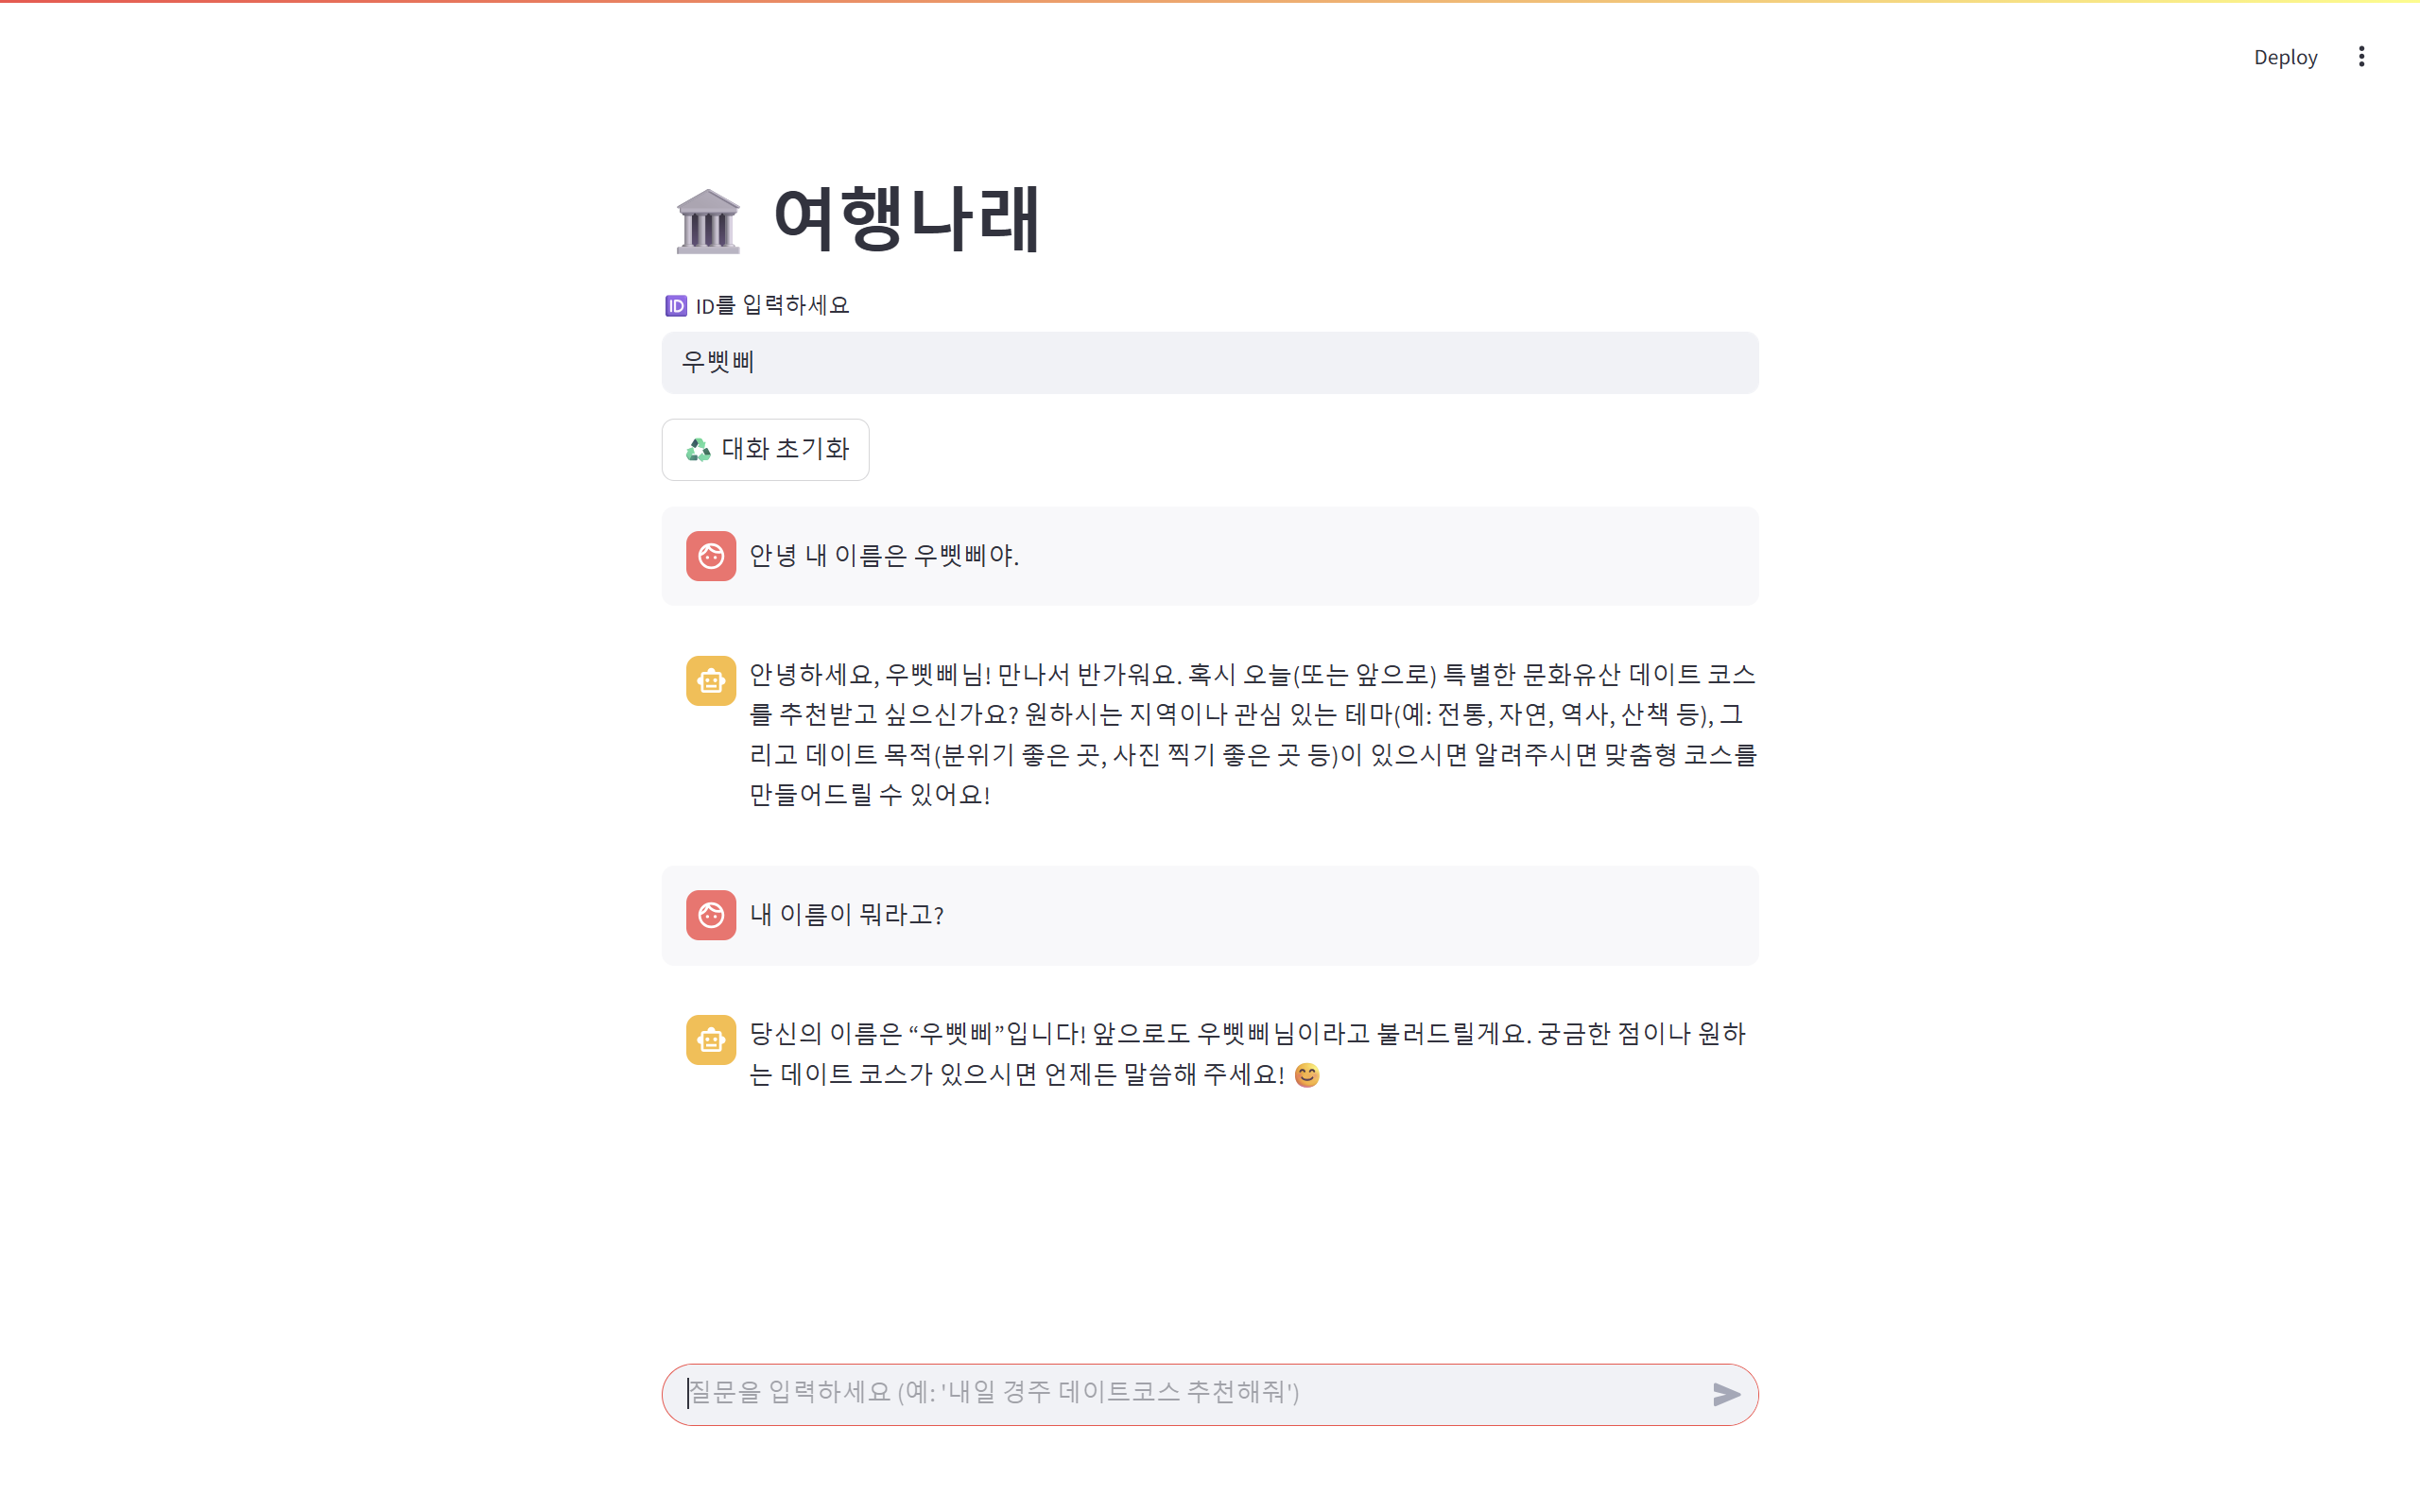 Deploy
여행나래
ID ID를 입력하세요
우삣삐
대화 초기화
안녕 내 이름은 우삣삐야.
안녕하세요, 우삣삐님! 만나서 반가워요. 혹시 오늘(또는 앞으로) 특별한 문화유산 데이트 코스
를 추천받고 싶으신가요? 원하시는 지역이나 관심 있는 테마(예: 전통, 자연, 역사, 산책 등), 그
리고 데이트 목적(분위기 좋은 곳, 사진 찍기 좋은 곳 등)이 있으시면 알려주시면 맞춤형 코스를
만들어드릴 수 있어요!
내 이름이 뭐라고?
당신의 이름은 “우삣삐”입니다! 앞으로도 우삣삐님이라고 불러드릴게요. 궁금한 점이나 원하
는 데이트 코스가 있으시면 언제든 말씀해 주세요! 😊
질문을 입력하세요 (예: '내일 경주 데이트코스 추천해줘')